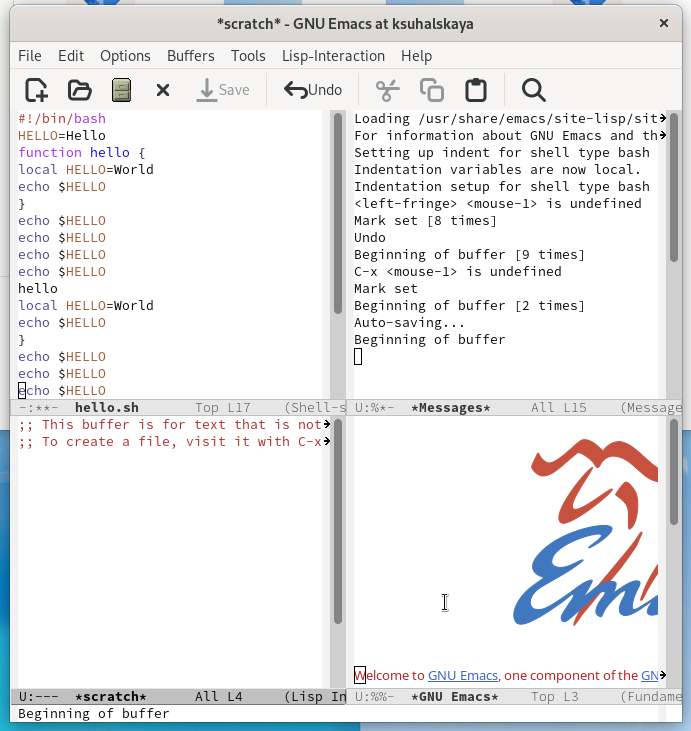 *scratch* - GNU Emacs at ksuhalskaya
File Edit Options Buffers Tools Lisp-Interaction Help
Save Undo
#!/bin/bash
HELLO=Hello
function hello {
local HELLO=World
echo $HELLO
}
echo $HELLO
echo $HELLO
echo $HELLO
echo $HELLO
hello
local HELLO=World
echo $HELLO
}
echo $HELLO
echo $HELLO
echo $HELLO
-:**- hello.sh Top L17 (Shell-s
Loading /usr/share/emacs/site-lisp/sit
For information about GNU Emacs and th
Setting up indent for shell type bash
Indentation variables are now local.
Indentation setup for shell type bash
<left-fringe> <mouse-1> is undefined
Mark set [8 times]
Undo
Beginning of buffer [9 times]
C-x <mouse-1> is undefined
Mark set
Beginning of buffer [2 times]
Auto-saving...
Beginning of buffer
U:%*- *Messages* All L15 (Message
;; This buffer is for text that is not
;; To create a file, visit it with C-x
U:--- *scratch* All L4 (Lisp In
Em
Welcome to GNU Emacs, one component of the GN
U:%%- *GNU Emacs* Top L3 (Fundame
Beginning of buffer